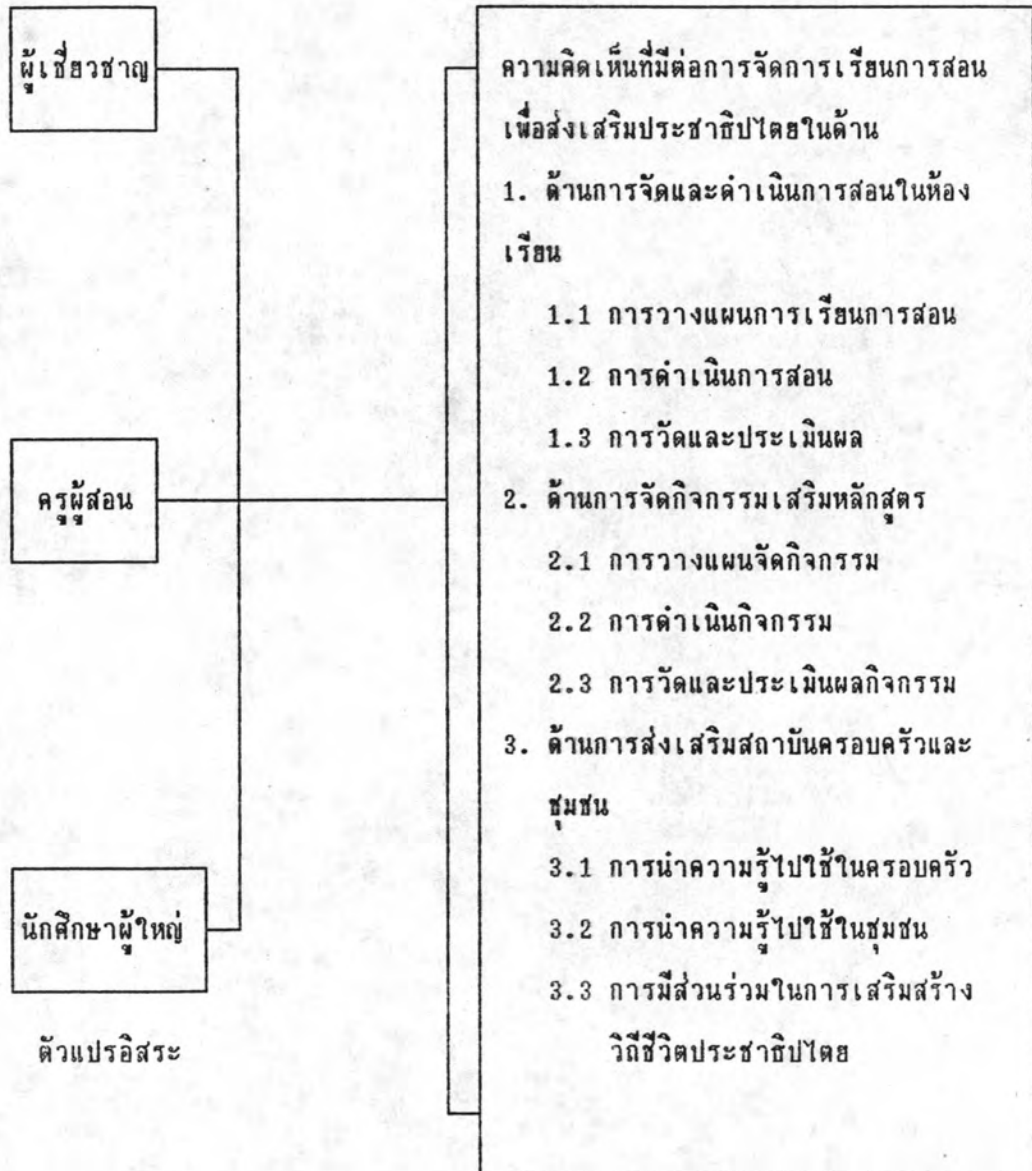 ผู้เชี่ยวชาญ
ครูผู้สอน
นักศึกษาผู้ใหญ่
ตัวแปรอิสระ
ความคิดเห็นที่มีต่อการจัดการเรียนการสอน
เพื่อส่งเสริมประชาธิปไตยในด้าน
1. ด้านการจัดและดำเนินการสอนในห้อง
เรียน
1.1 การวางแผนการเรียนการสอน
1.2 การดำเนินการสอน
1.3 การวัดและประเมินผล
2. ด้านการจัดกิจกรรมเสริมหลักสูตร
2.1 การวางแผนจัดกิจกรรม
2.2 การดำเนินกิจกรรม
2.3 การวัดและประเมินผลกิจกรรม
3. ด้านการส่งเสริมสถาบันครอบครัวและ
ชุมชน
3.1 การนำความรู้ไปใช้ในครอบครัว
3.2 การนำความรู้ไปใช้ในชุมชน
3.3 การมีส่วนร่วมในการเสริมสร้าง
วิถีชีวิตประชาธิปไตย